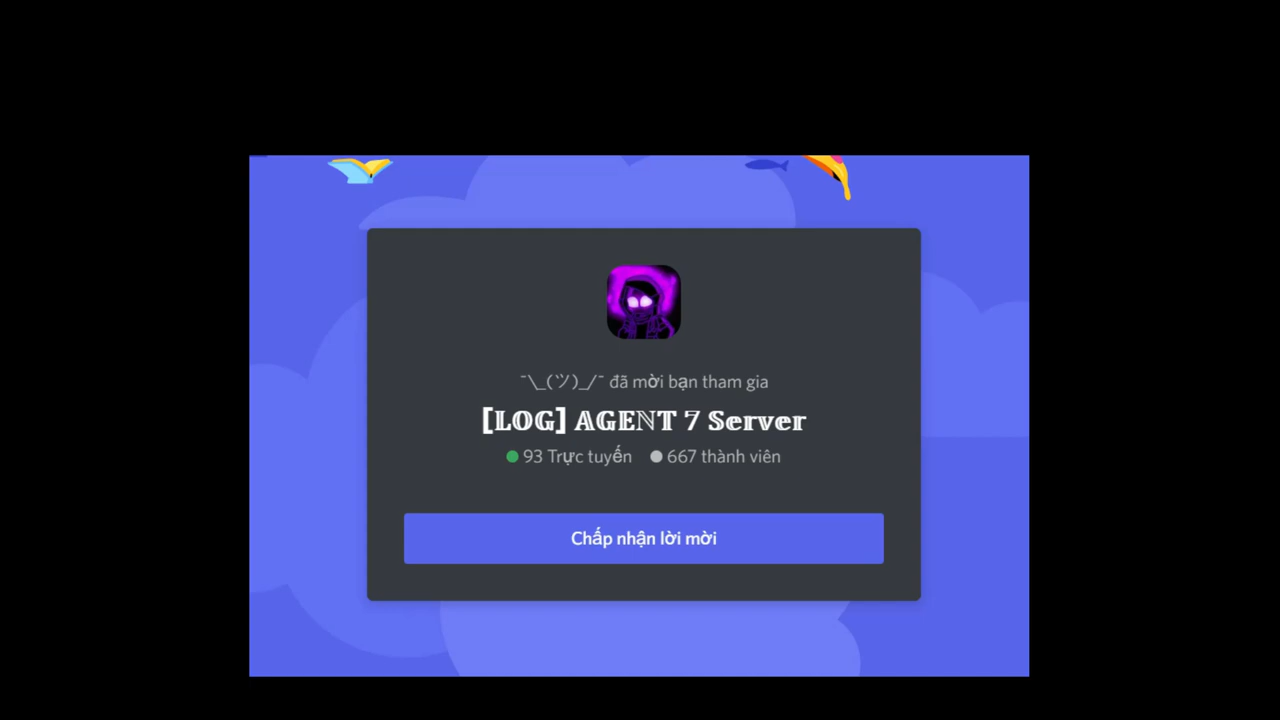 ¯\_(ツ)_/¯ đã mời bạn tham gia
[LOG] AGENT 7 Server
93 Trực tuyến 667 thành viên
Chấp nhận lời mời